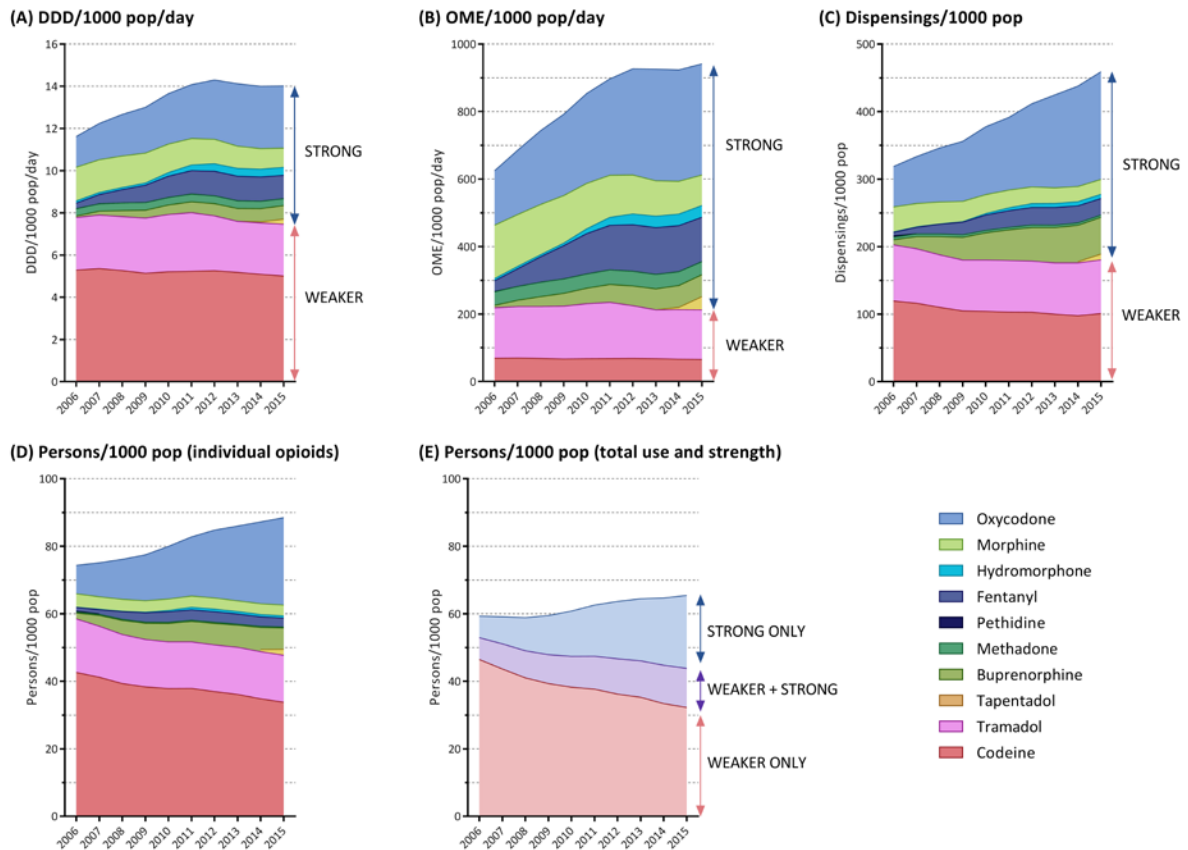 (A) DDD/1000 pop/day
(B) OME/1000 pop/day
(C) Dispensings/1000 pop
DDD/1000 pop/day
16
14
12
10
8
6
4
2
0
STRONG
WEAKER
2006
2007
2008
2009
2010
2011
2012
2013
2014
2015
OME/1000 pop/day
1000
800
600
400
200
0
STRONG
WEAKER
2006
2007
2008
2009
2010
2011
2012
2013
2014
2015
Dispensings/1000 pop
500
400
300
200
100
0
STRONG
WEAKER
2006
2007
2008
2009
2010
2011
2012
2013
2014
2015
(D) Persons/1000 pop (individual opioids)
(E) Persons/1000 pop (total use and strength)
Persons/1000 pop
100
80
60
40
20
0
2006
2007
2008
2009
2010
2011
2012
2013
2014
2015
Persons/1000 pop
100
80
60
40
20
0
STRONG ONLY
WEAKER + STRONG
WEAKER ONLY
2006
2007
2008
2009
2010
2011
2012
2013
2014
2015
Oxycodone
Morphine
Hydromorphone
Fentanyl
Pethidine
Methadone
Buprenorphine
Tapentadol
Tramadol
Codeine